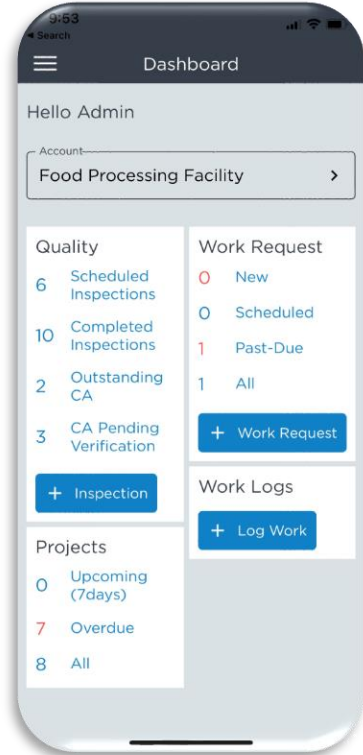 9:53
◄ Search
Dashboard
Hello Admin
Account
Food Processing Facility >
Quality
6 Scheduled
Inspections
10 Completed
Inspections
2 Outstanding
CA
3 CA Pending
Verification
+ Inspection
Projects
0 Upcoming
(7days)
7 Overdue
8 All
Work Request
0 New
0 Scheduled
1 Past-Due
1 All
+ Work Request
Work Logs
+ Log Work